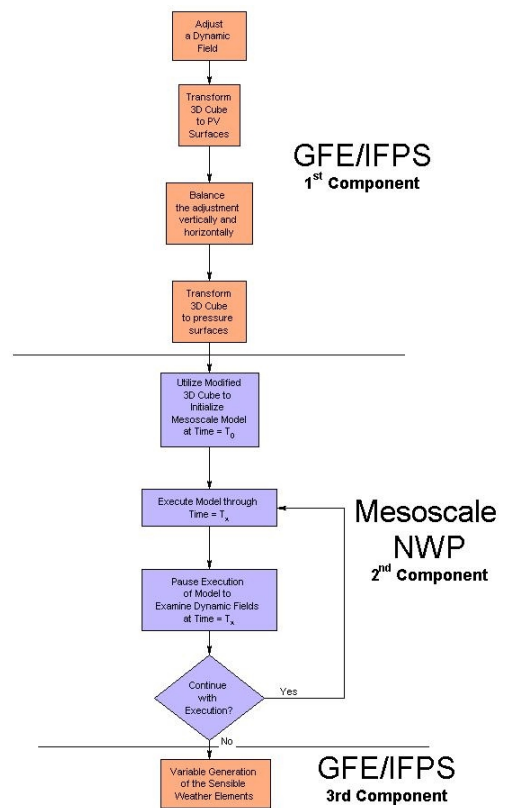 Adjust
a Dynamic
Field
Transform
3D Cube
to PV
Surfaces
GFE/IFPS
1st Component
Balance
the adjustment
vertically and
horizontally
Transform
3D Cube
to pressure
surfaces
Utilize Modified
3D Cube to
Initialize
Mesoscale Model
at Time = T0
Execute Model through
Time = Tx
Mesoscale
NWP
2nd Component
Pause Execution
of Model to
Examine Dynamic Fields
at Time = Tx
Continue
with
Execution?
Yes
No
GFE/IFPS
3rd Component
Variable Generation
of the Sensible
Weather Elements